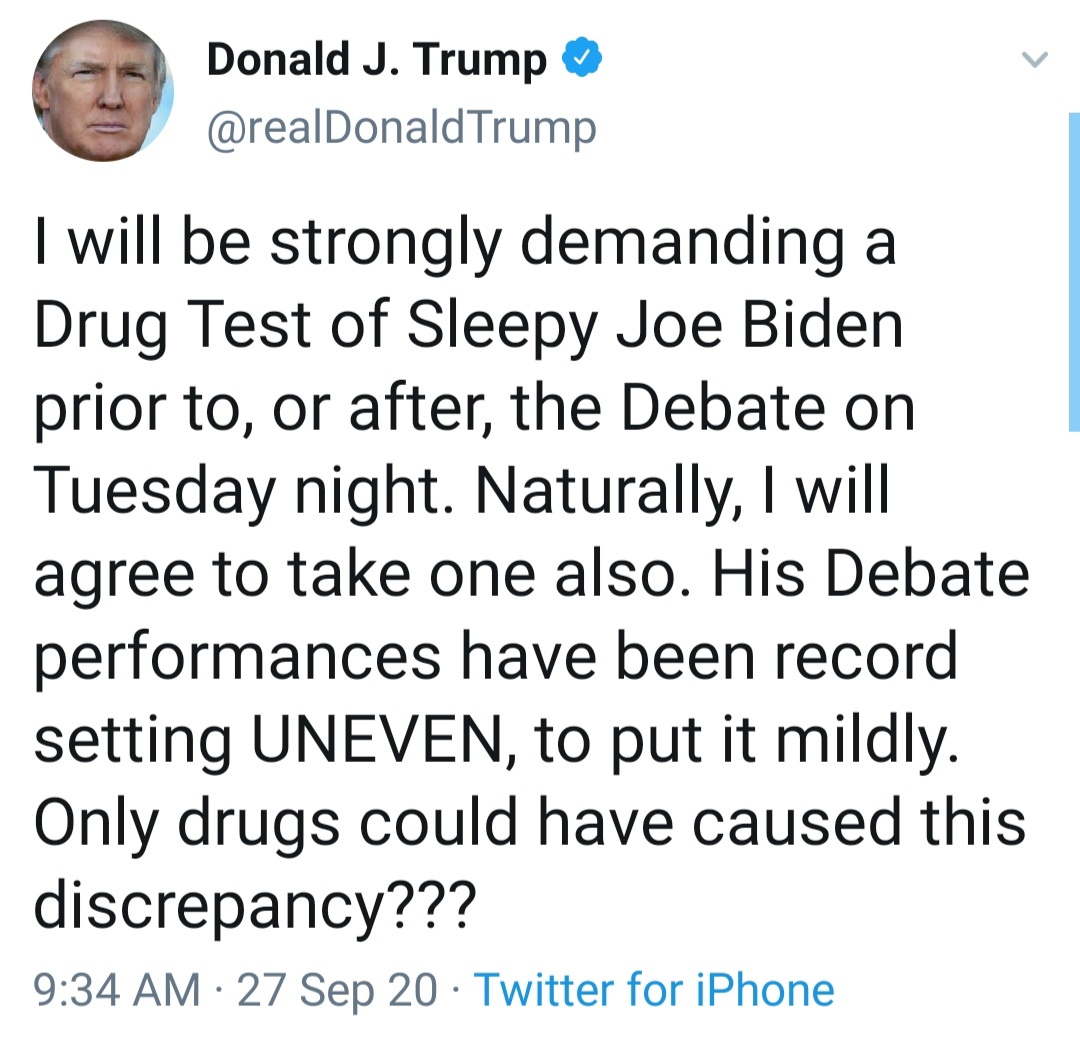 Donald J. Trump
@realDonaldTrump
I will be strongly demanding a
Drug Test of Sleepy Joe Biden
prior to, or after, the Debate on
Tuesday night. Naturally, I will
agree to take one also. His Debate
performances have been record
setting UNEVEN, to put it mildly.
Only drugs could have caused this
discrepancy???
9:34 AM · 27 Sep 20 · Twitter for iPhone